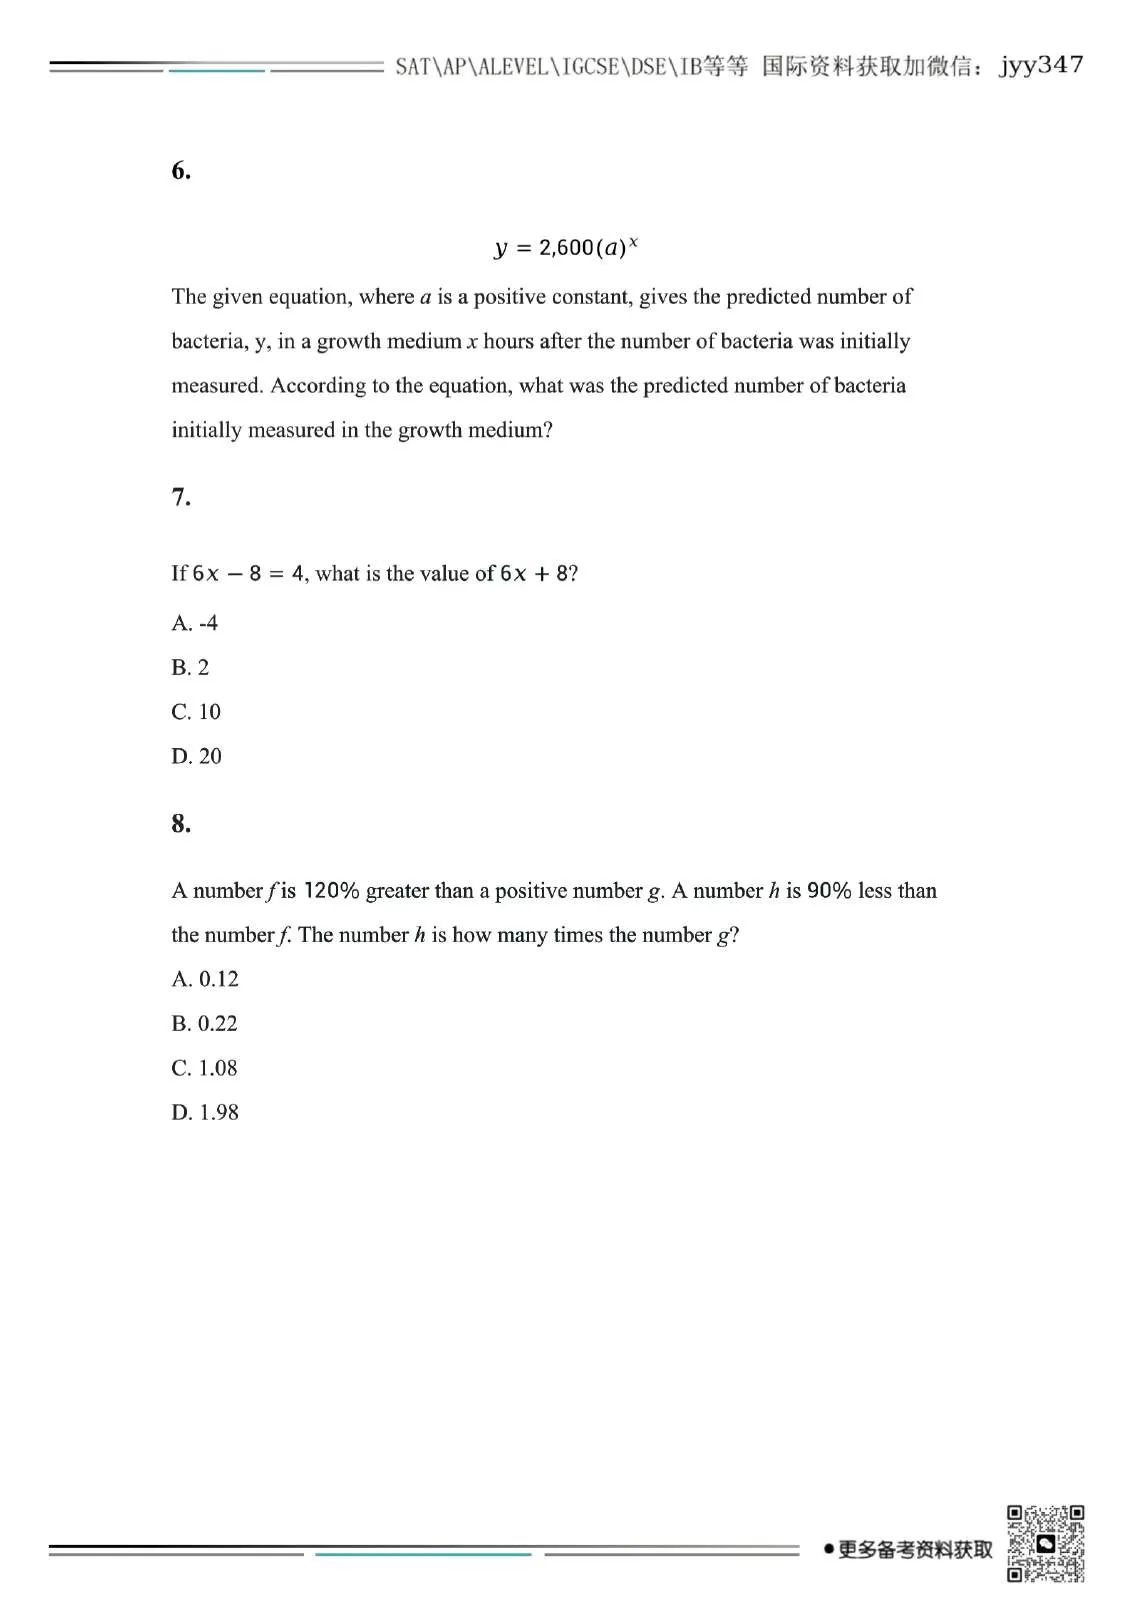 SAT\AP\ALEVEL\IGCSE\DSE\IB等等 国际资料获取加微信： jyy347
6.
y = 2,600(a)ˣ
The given equation, where a is a positive constant, gives the predicted number of
bacteria, y, in a growth medium x hours after the number of bacteria was initially
measured. According to the equation, what was the predicted number of bacteria
initially measured in the growth medium?
7.
If 6x − 8 = 4, what is the value of 6x + 8?
A. -4
B. 2
C. 10
D. 20
8.
A number f is 120% greater than a positive number g. A number h is 90% less than
the number f. The number h is how many times the number g?
A. 0.12
B. 0.22
C. 1.08
D. 1.98
●更多备考资料获取